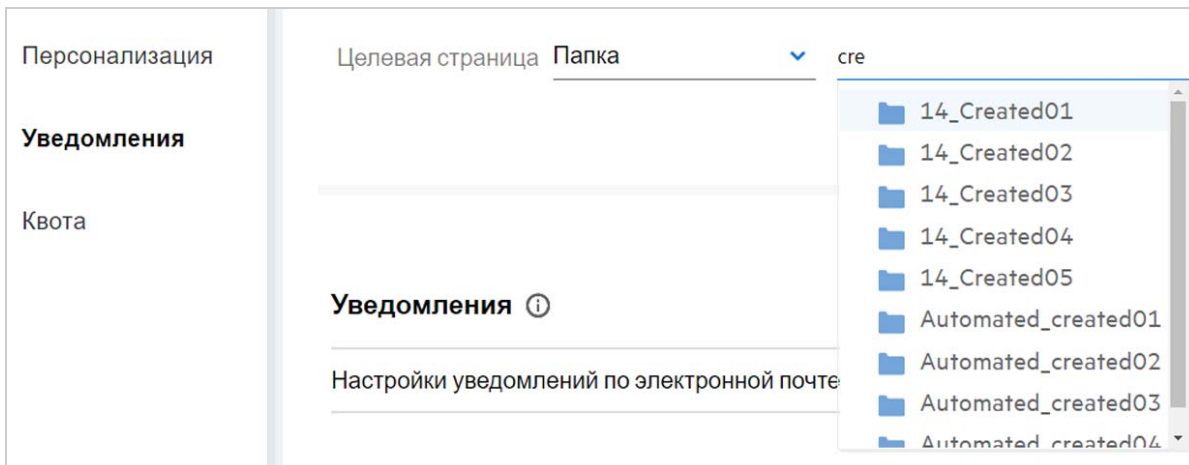 Персонализация
Уведомления
Квота
Целевая страница Папка cre
14_Created01
14_Created02
14_Created03
14_Created04
14_Created05
Automated_created01
Automated_created02
Automated_created03
Automated_created04
Уведомления
Настройки уведомлений по электронной почте